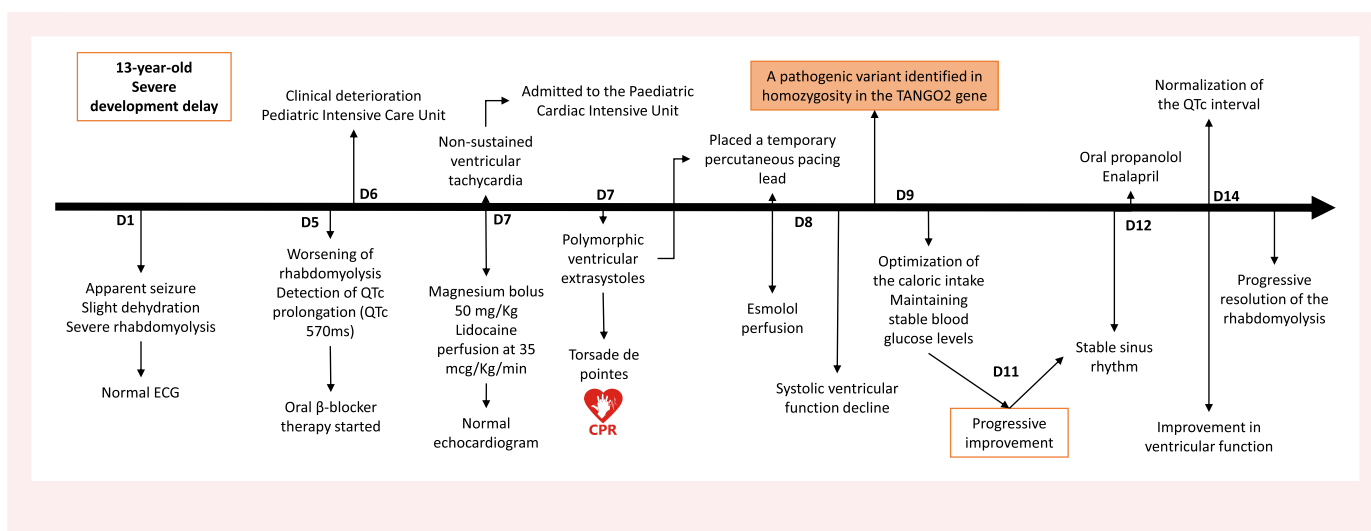 13-year-old
Severe
development delay
Clinical deterioration
Pediatric Intensive Care Unit
D6
D1
Apparent seizure
Slight dehydration
Severe rhabdomyolysis
Normal ECG
D5
Worsening of
rhabdomyolysis
Detection of QTc
prolongation (QTc
570ms)
Oral β-blocker
therapy started
Admitted to the Paediatric
Cardiac Intensive Unit
Non-sustained
ventricular
tachycardia
D7
Magnesium bolus
50 mg/Kg
Lidocaine
perfusion at 35
mcg/Kg/min
Normal
echocardiogram
D7
Polymorphic
ventricular
extrasystoles
Torsade de
pointes
CPR
Placed a temporary
percutaneous pacing
lead
D8
Esmolol
perfusion
Systolic ventricular
function decline
A pathogenic variant identified in
homozygosity in the TANGO2 gene
D9
Optimization of
the caloric intake
Maintaining
stable blood
glucose levels
D11
Progressive
improvement
Stable sinus
rhythm
Oral propanolol
Enalapril
D12
Normalization of
the QTc interval
D14
Improvement in
ventricular function
Progressive
resolution of the
rhabdomyolysis